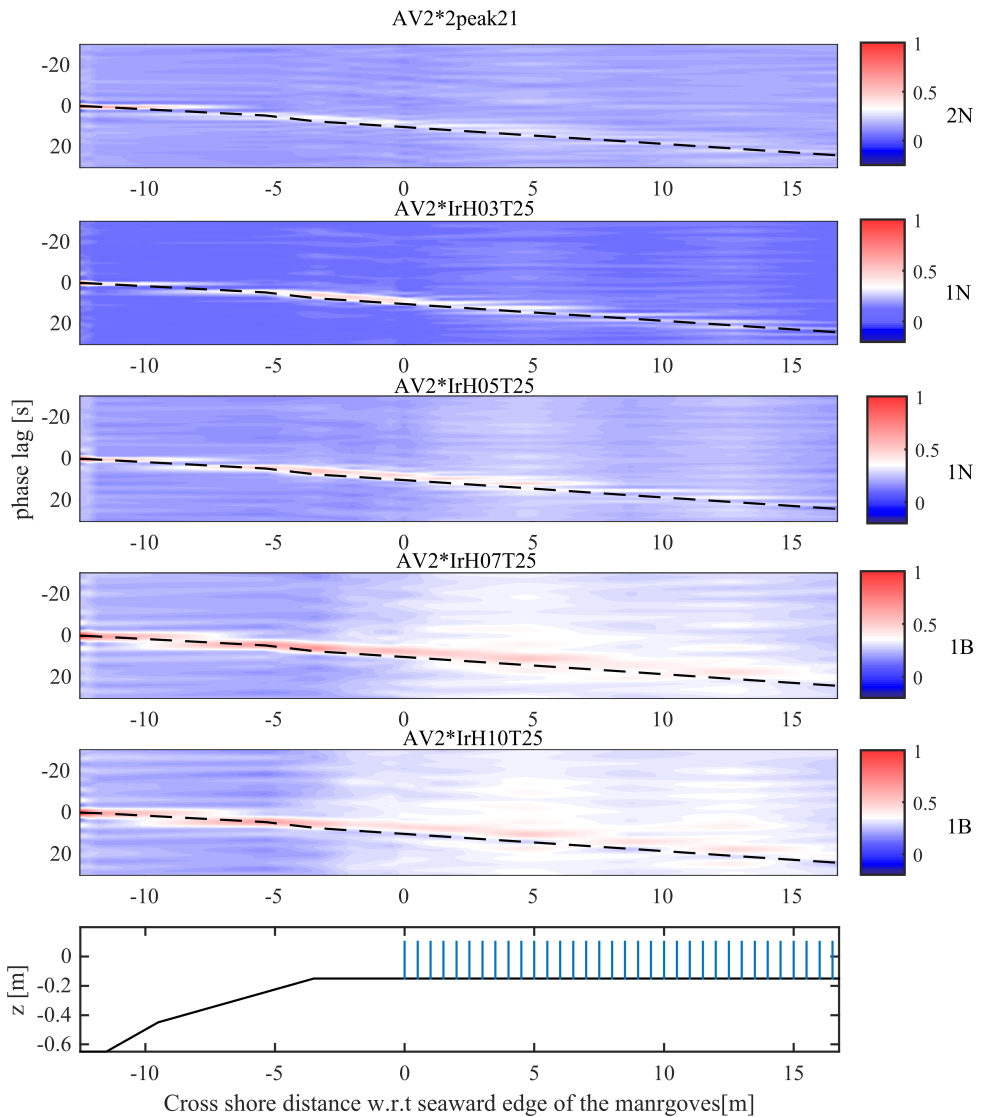 AV2*2peak21
-20
0
20
-10 -5 0 5 10 15
1
0.5
0
2N
AV2*IrH03T25
-20
0
20
-10 -5 0 5 10 15
1
0.5
0
1N
AV2*IrH05T25
-20
0
20
-10 -5 0 5 10 15
1
0.5
0
1N
phase lag [s]
AV2*IrH07T25
-20
0
20
-10 -5 0 5 10 15
1
0.5
0
1B
AV2*IrH10T25
-20
0
20
-10 -5 0 5 10 15
1
0.5
0
1B
z [m]
0
-0.2
-0.4
-0.6
-10 -5 0 5 10 15
Cross shore distance w.r.t seaward edge of the manrgoves[m]